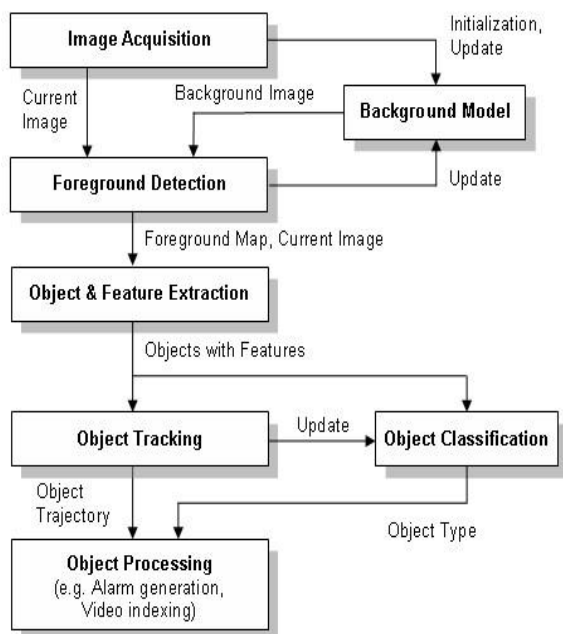 Image Acquisition
Initialization,
Update
Current
Image
Background Image
Background Model
Foreground Detection
Update
Foreground Map, Current Image
Object & Feature Extraction
Objects with Features
Object Tracking
Update
Object Classification
Object
Trajectory
Object Type
Object Processing
(e.g. Alarm generation,
Video indexing)